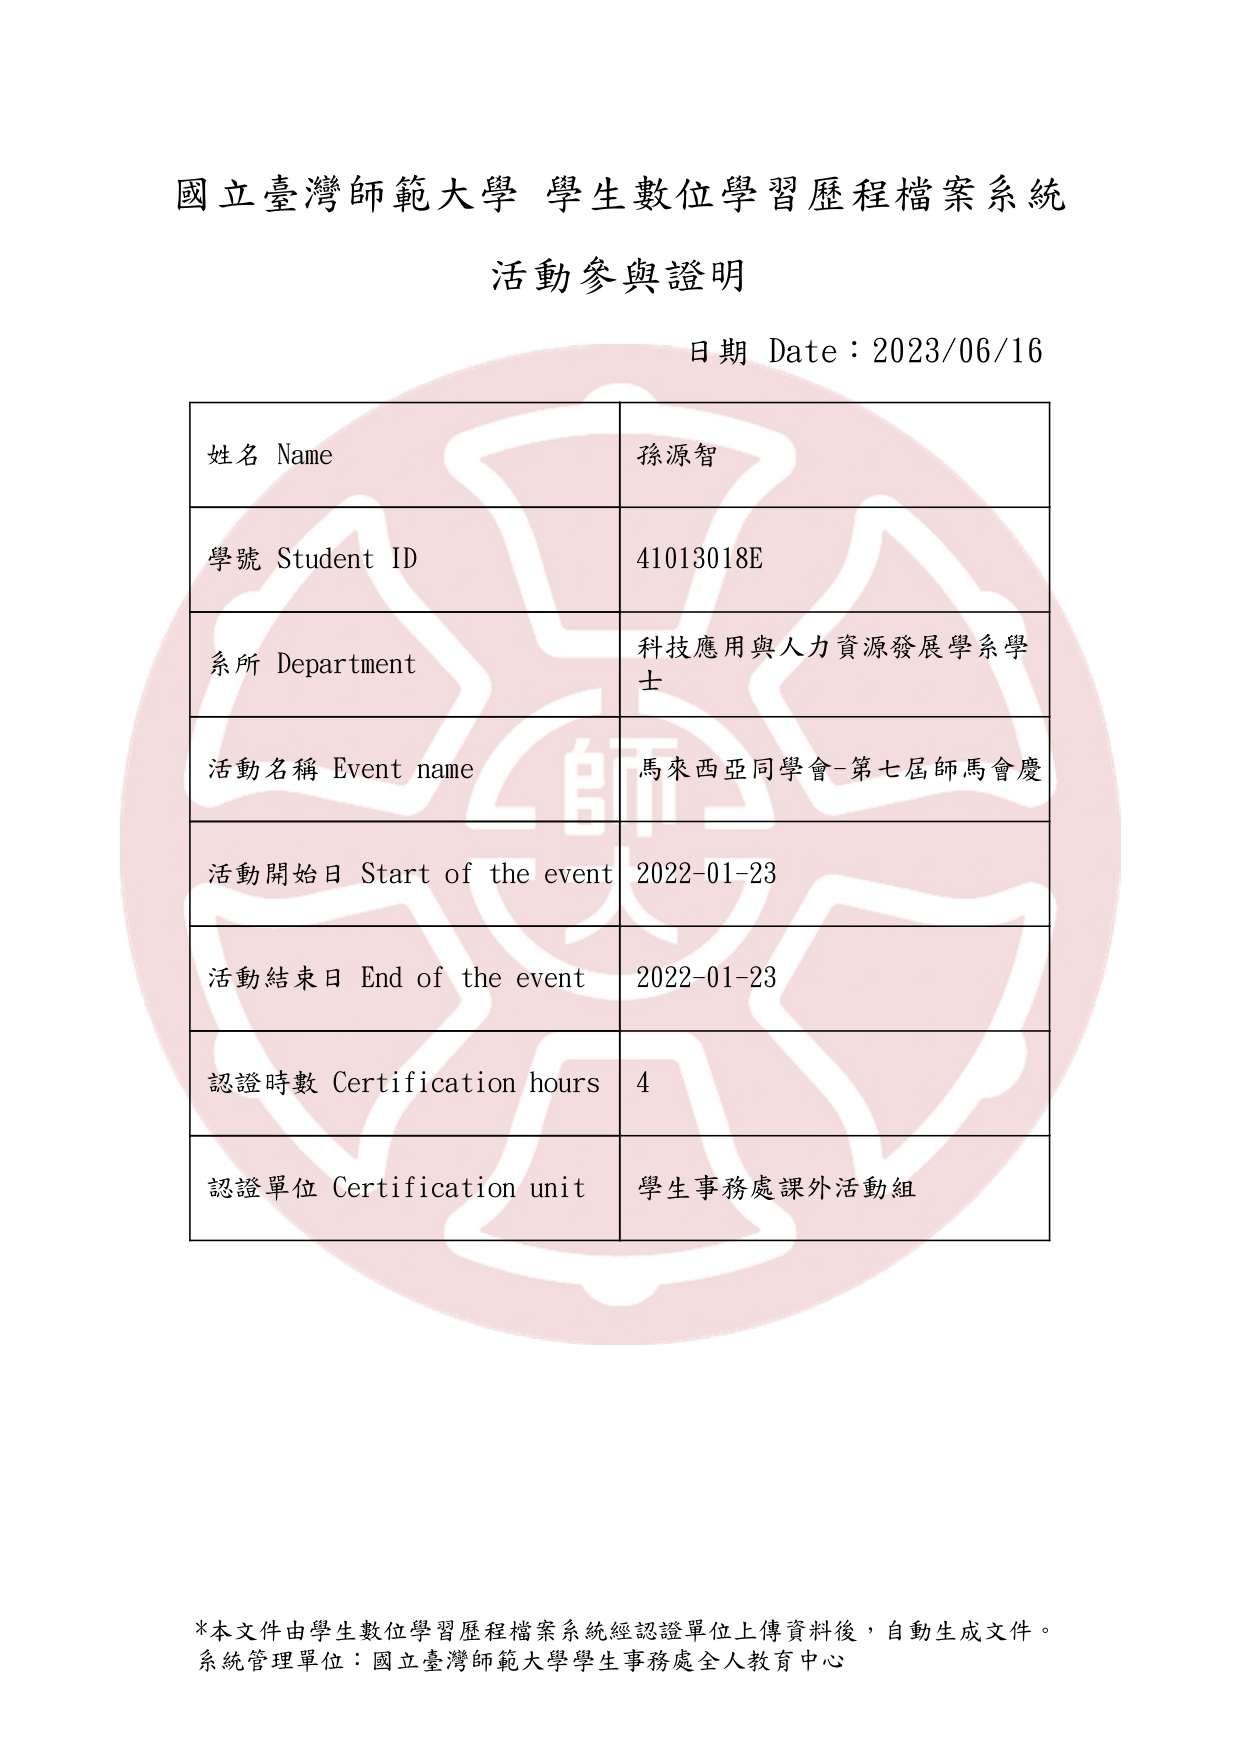 國立臺灣師範大學 學生數位學習歷程檔案系統
活動參與證明
日期 Date：2023/06/16
姓名 Name
孫源智
學號 Student ID
41013018E
系所 Department
科技應用與人力資源發展學系學
士
活動名稱 Event name
馬來西亞同學會-第七屆師馬會慶
活動開始日 Start of the event
2022-01-23
活動結束日 End of the event
2022-01-23
認證時數 Certification hours
4
認證單位 Certification unit
學生事務處課外活動組
師大
*本文件由學生數位學習歷程檔案系統經認證單位上傳資料後，自動生成文件。
系統管理單位：國立臺灣師範大學學生事務處全人教育中心